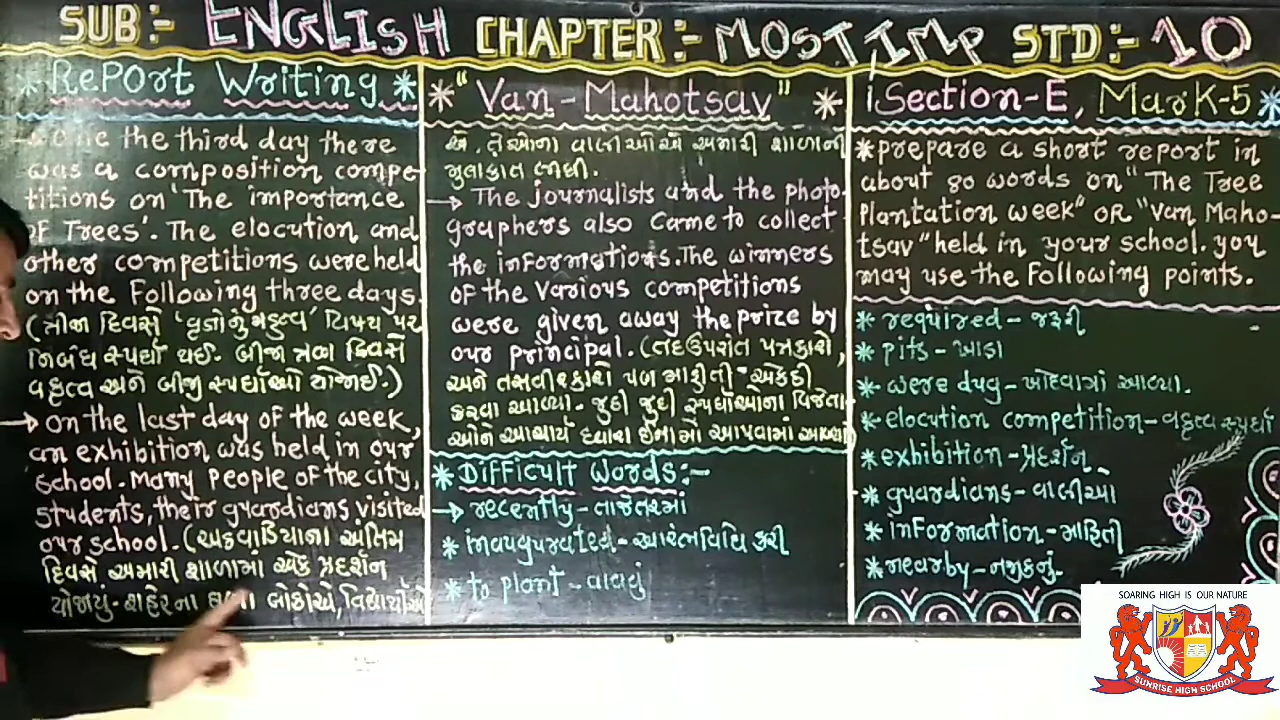 SUB:- ENGLISH CHAPTER:- MOST IMP STD:- 10
* RePORt Writing *
the third day there
was a composition compe-
titions on 'The importance
of Trees'. The elocution and
other competitions were held
on the Following three days.
(ત્રીજા દિવસે 'વૃક્ષોનું મહત્વ' વિષય પર
નિબંધ સ્પર્ધા થઈ. બીજા ત્રણ દિવસે
વકૃત્વ અને બીજી સ્પર્ધાઓ યોજાઈ.)
→ on the last day of the week,
an exhibition was held in our
school. Many people of the city,
students, their guardians visited
our school. (અઠવાડિયાના અંતિમ
દિવસે અમારી શાળામાં એક પ્રદર્શન
યોજાયું- શહેરના લોકોએ,
* "Van-Mahotsav" *
એ. તેઓના વાલીઓએ અમારી શાળાની
મુલાકાત લીધી.
→ The journalists and the photo-
graphers also came to collect
the informations. The winners
of the various competitions
were given away the prize by
our principal. (તદઉપરાંત પત્રકારો,
અને તસવીરકારો પણ માહીતી એકઠી
કરવા આવ્યા- જુદી જુદી સ્પર્ધાઓના વિજેતા-
ઓને આચાર્ય દ્વારા ઈનામો આપવામાં આવ્યાં
* Difficult Words:-
→ recently - તાજેતરમાં
* inaugurated - આરંભવિધિ કરી
* to plant - વાવવું
Section-E, Mark-5 *
* prepare a short report in
about 80 words on "The Tree
plantation week" OR "Van Maho-
tsav" held in your school. you
may use the following points.
* required - જરૂરી
* pits - ખાડા
* were dug - ખોદવામાં આવ્યા.
* elocution competition - વકૃત્વ સ્પર્ધા
* exhibition - પ્રદર્શન
* guardians - વાલીઓ
* information - માહિતી
* nearby - નજીકનું.
SOARING HIGH IS OUR NATURE
SUNRISE HIGH SCHOOL